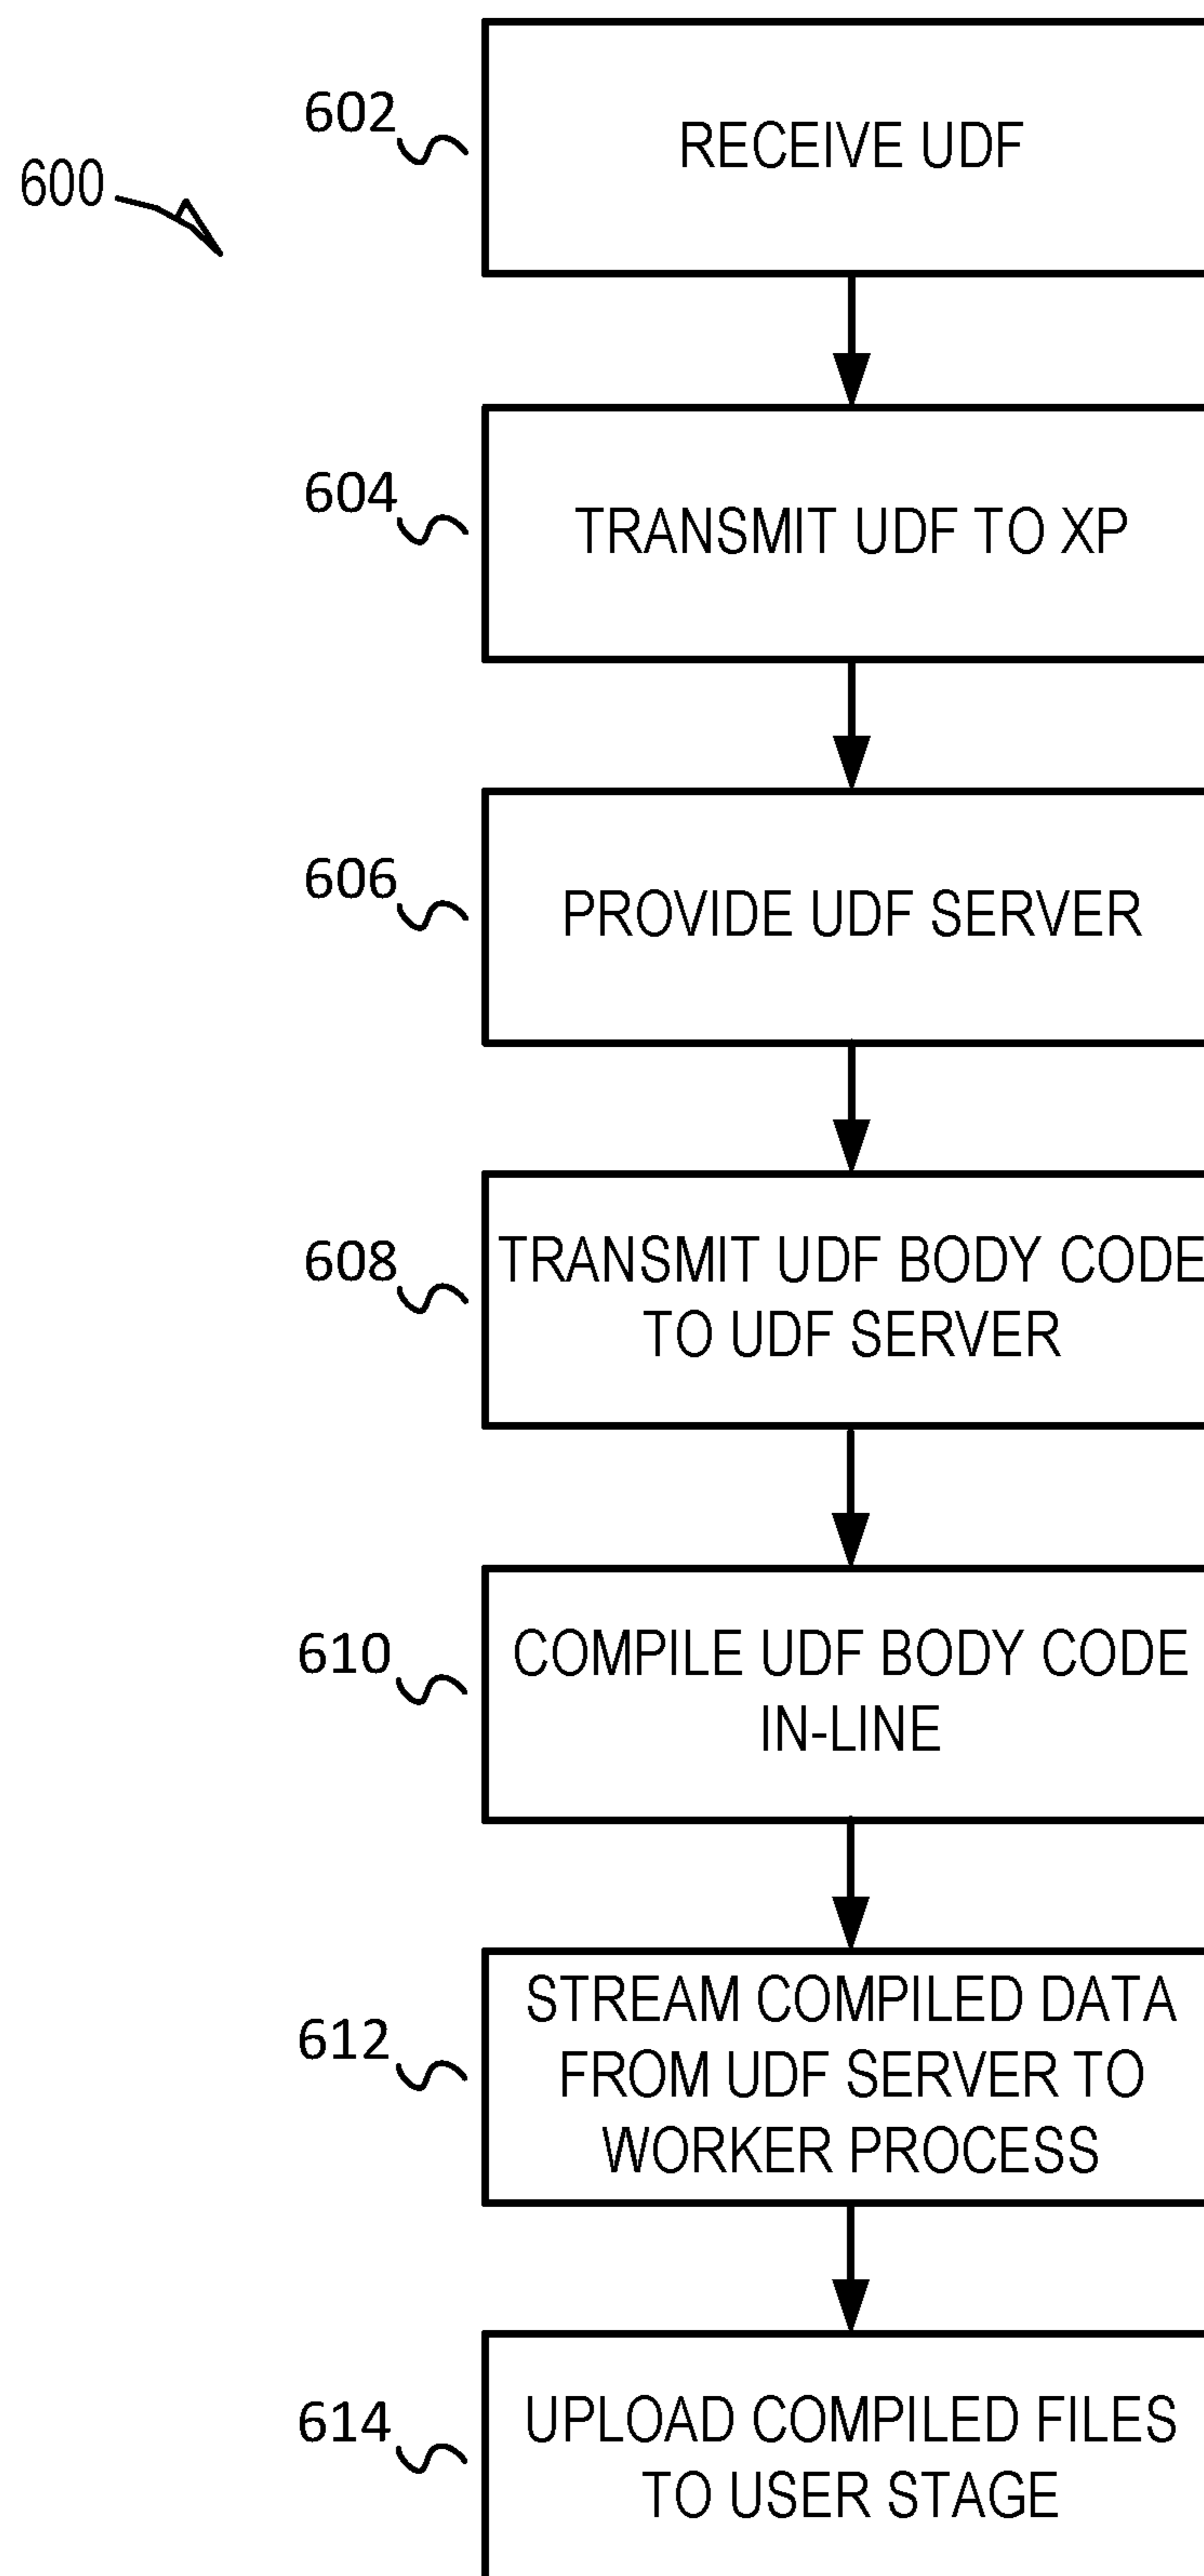 602
RECEIVE UDF
600
604
TRANSMIT UDF TO XP
606
PROVIDE UDF SERVER
608
TRANSMIT UDF BODY CODE
TO UDF SERVER
610
COMPILE UDF BODY CODE
IN-LINE
612
STREAM COMPILED DATA
FROM UDF SERVER TO
WORKER PROCESS
614
UPLOAD COMPILED FILES
TO USER STAGE